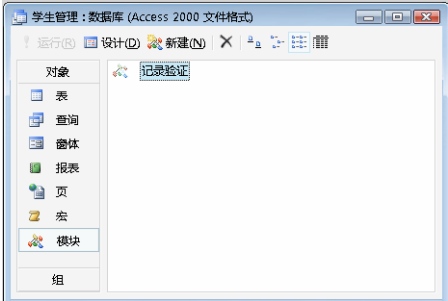 学生管理 : 数据库 (Access 2000 文件格式)
运行(R) 设计(D) 新建(N)
对象
表
查询
窗体
报表
页
宏
模块
组
记录验证